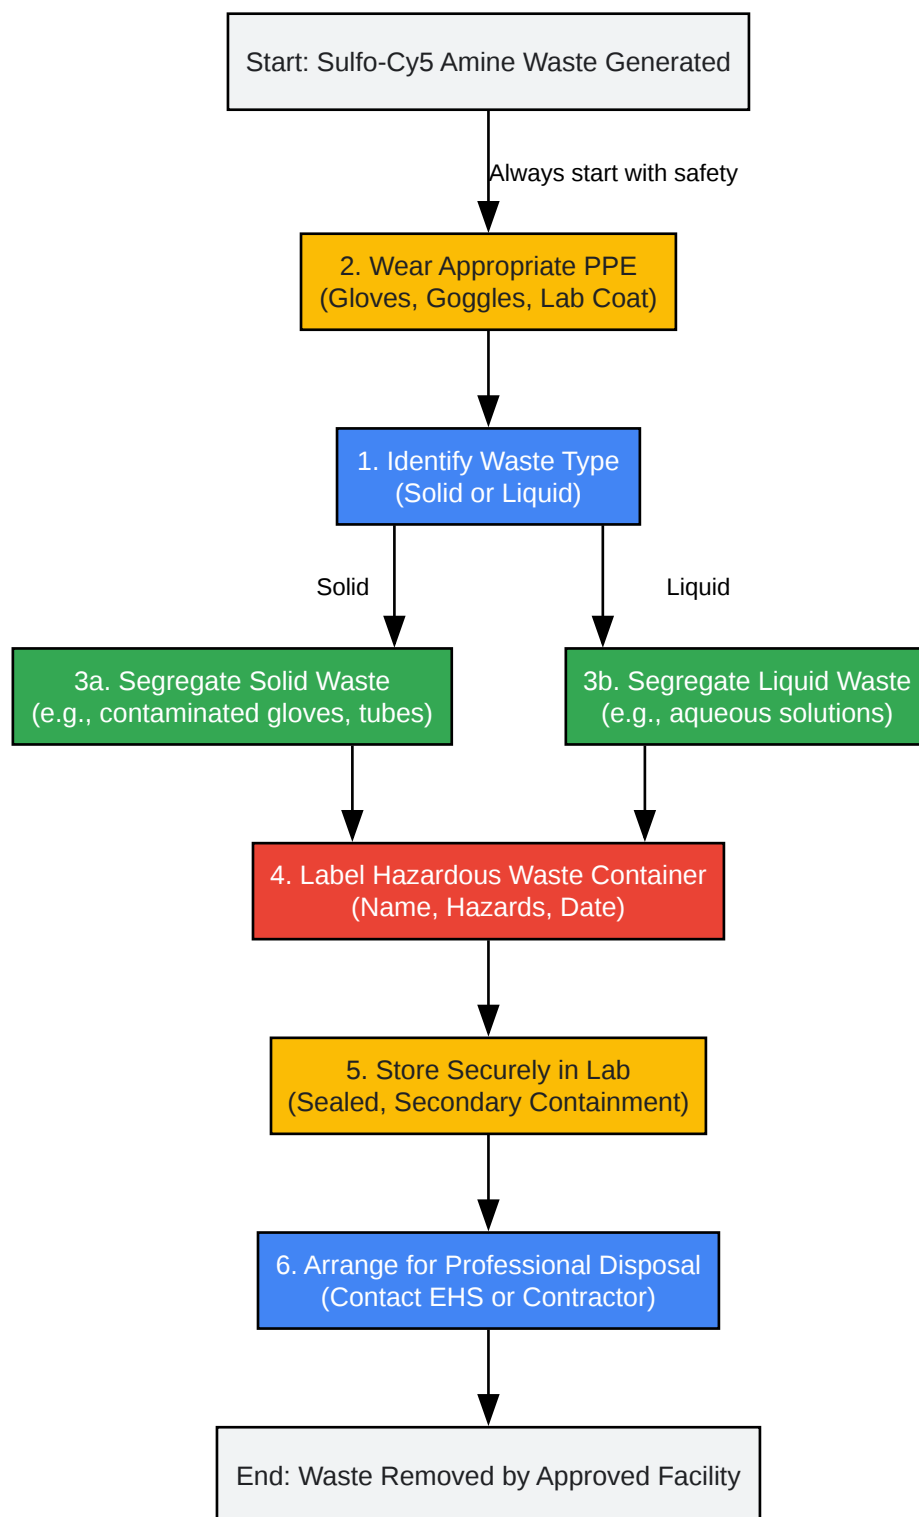 Start: Sulfo-Cy5 Amine Waste Generated
Always start with safety
2. Wear Appropriate PPE
(Gloves, Goggles, Lab Coat)
1. Identify Waste Type
(Solid or Liquid)
Solid
Liquid
3a. Segregate Solid Waste
(e.g., contaminated gloves, tubes)
3b. Segregate Liquid Waste
(e.g., aqueous solutions)
4. Label Hazardous Waste Container
(Name, Hazards, Date)
5. Store Securely in Lab
(Sealed, Secondary Containment)
6. Arrange for Professional Disposal
(Contact EHS or Contractor)
End: Waste Removed by Approved Facility